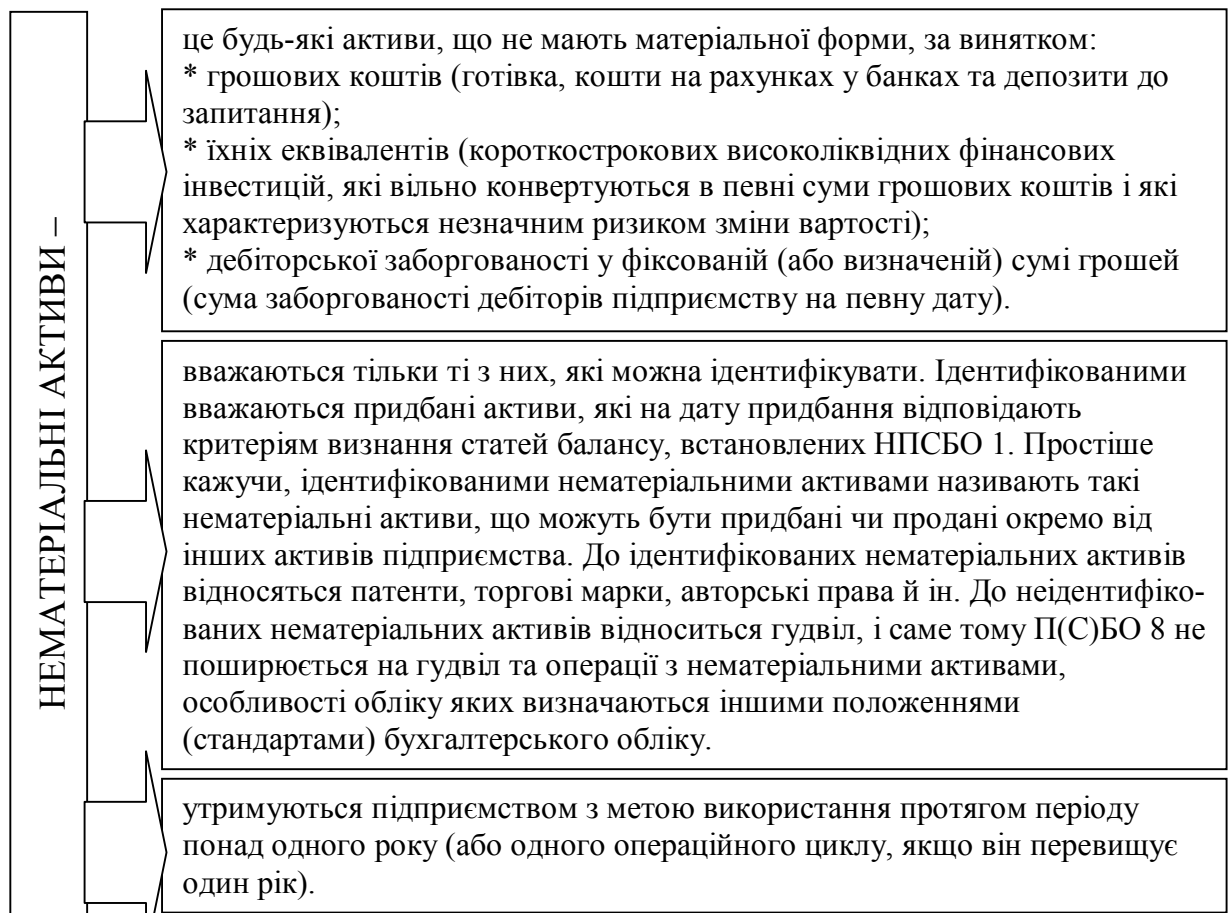 НЕМАТЕРІАЛЬНІ АКТИВИ –
це будь-які активи, що не мають матеріальної форми, за винятком:
* грошових коштів (готівка, кошти на рахунках у банках та депозити до
запитання);
* їхніх еквівалентів (короткострокових високоліквідних фінансових
інвестицій, які вільно конвертуються в певні суми грошових коштів і які
характеризуються незначним ризиком зміни вартості);
* дебіторської заборгованості у фіксованій (або визначеній) сумі грошей
(сума заборгованості дебіторів підприємству на певну дату).
вважаються тільки ті з них, які можна ідентифікувати. Ідентифікованими
вважаються придбані активи, які на дату придбання відповідають
критеріям визнання статей балансу, встановлених НПСБО 1. Простіше
кажучи, ідентифікованими нематеріальними активами називають такі
нематеріальні активи, що можуть бути придбані чи продані окремо від
інших активів підприємства. До ідентифікованих нематеріальних активів
відносяться патенти, торгові марки, авторські права й ін. До неідентифіко-
ваних нематеріальних активів відноситься гудвіл, і саме тому П(С)БО 8 не
поширюється на гудвіл та операції з нематеріальними активами,
особливості обліку яких визначаються іншими положеннями
(стандартами) бухгалтерського обліку.
утримуються підприємством з метою використання протягом періоду
понад одного року (або одного операційного циклу, якщо він перевищує
один рік).